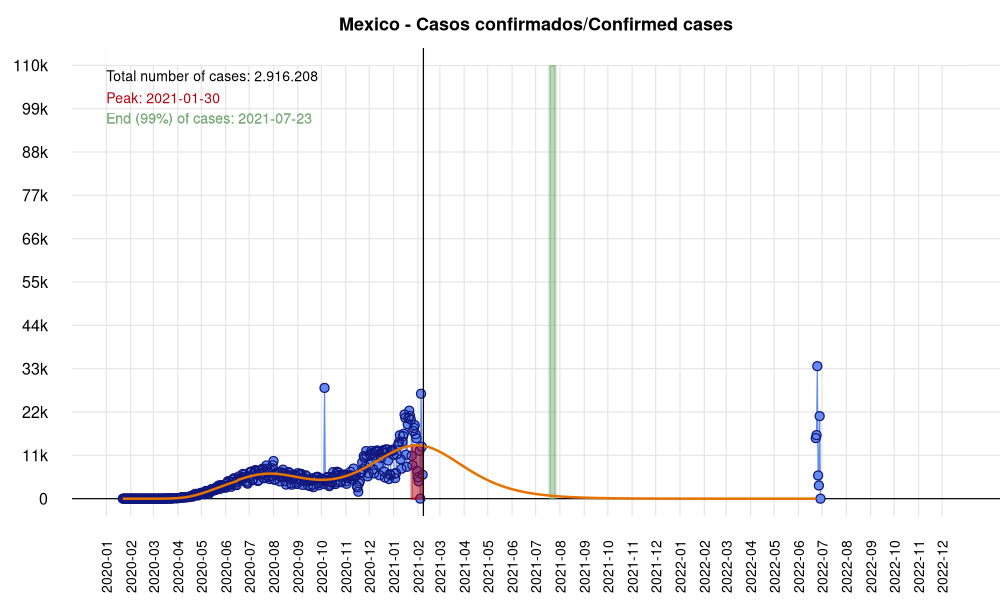 Mexico - Casos confirmados/Confirmed cases
Total number of cases: 2.916.208
Peak: 2021-01-30
End (99%) of cases: 2021-07-23
110k
99k
88k
77k
66k
55k
44k
33k
22k
11k
0
2020-01
2020-02
2020-03
2020-04
2020-05
2020-06
2020-07
2020-08
2020-09
2020-10
2020-11
2020-12
2021-01
2021-02
2021-03
2021-04
2021-05
2021-06
2021-07
2021-08
2021-09
2021-10
2021-11
2021-12
2022-01
2022-02
2022-03
2022-04
2022-05
2022-06
2022-07
2022-08
2022-09
2022-10
2022-11
2022-12